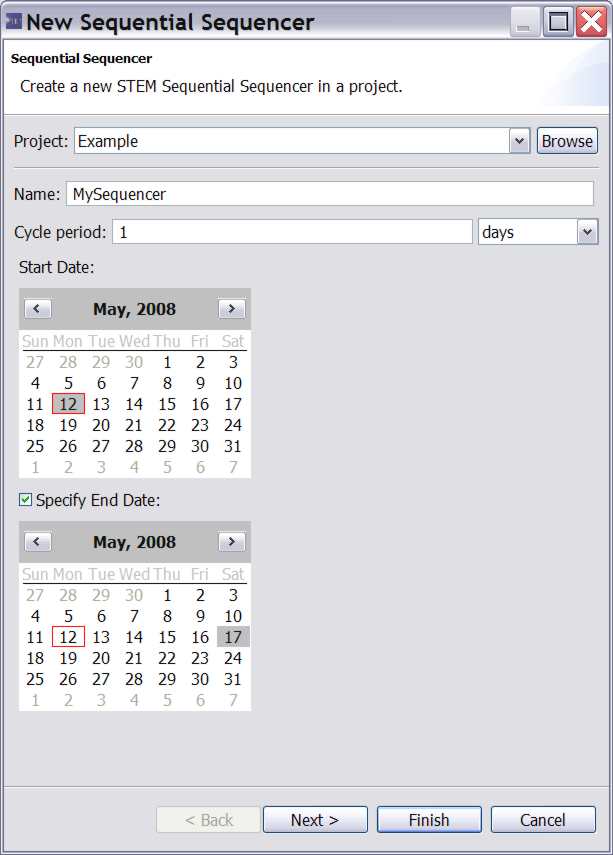 New Sequential Sequencer
Sequential Sequencer
Create a new STEM Sequential Sequencer in a project.
Project: Example Browse
Name: MySequencer
Cycle period: 1 days
Start Date:
< May, 2008 >
Sun Mon Tue Wed Thu Fri Sat
27 28 29 30 1 2 3
4 5 6 7 8 9 10
11 12 13 14 15 16 17
18 19 20 21 22 23 24
25 26 27 28 29 30 31
1 2 3 4 5 6 7
Specify End Date:
< May, 2008 >
Sun Mon Tue Wed Thu Fri Sat
27 28 29 30 1 2 3
4 5 6 7 8 9 10
11 12 13 14 15 16 17
18 19 20 21 22 23 24
25 26 27 28 29 30 31
1 2 3 4 5 6 7
< Back Next > Finish Cancel